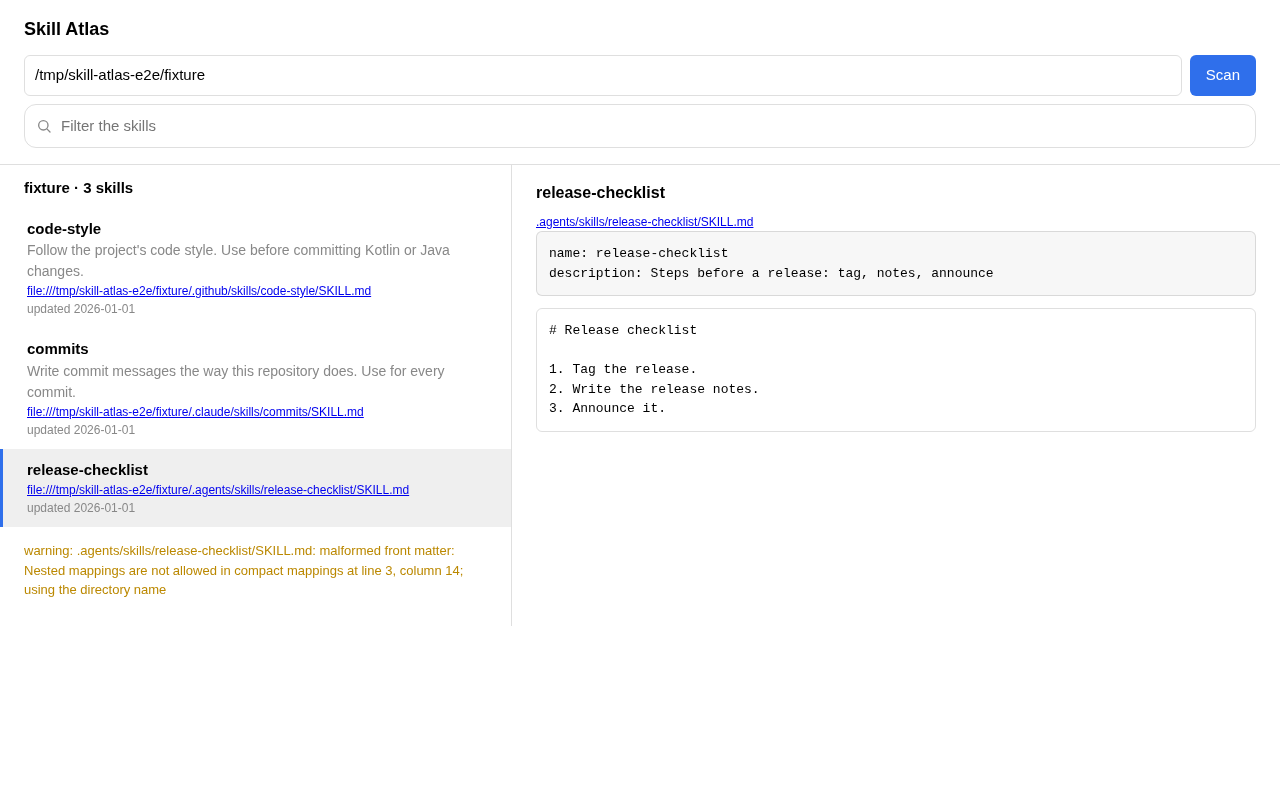 Skill Atlas
/tmp/skill-atlas-e2e/fixture
Scan
Filter the skills
fixture · 3 skills
code-style
Follow the project's code style. Use before committing Kotlin or Java
changes.
file:///tmp/skill-atlas-e2e/fixture/.github/skills/code-style/SKILL.md
updated 2026-01-01
commits
Write commit messages the way this repository does. Use for every
commit.
file:///tmp/skill-atlas-e2e/fixture/.claude/skills/commits/SKILL.md
updated 2026-01-01
release-checklist
file:///tmp/skill-atlas-e2e/fixture/.agents/skills/release-checklist/SKILL.md
updated 2026-01-01
warning: .agents/skills/release-checklist/SKILL.md: malformed front matter:
Nested mappings are not allowed in compact mappings at line 3, column 14;
using the directory name
release-checklist
.agents/skills/release-checklist/SKILL.md
name: release-checklist
description: Steps before a release: tag, notes, announce
# Release checklist
1. Tag the release.
2. Write the release notes.
3. Announce it.